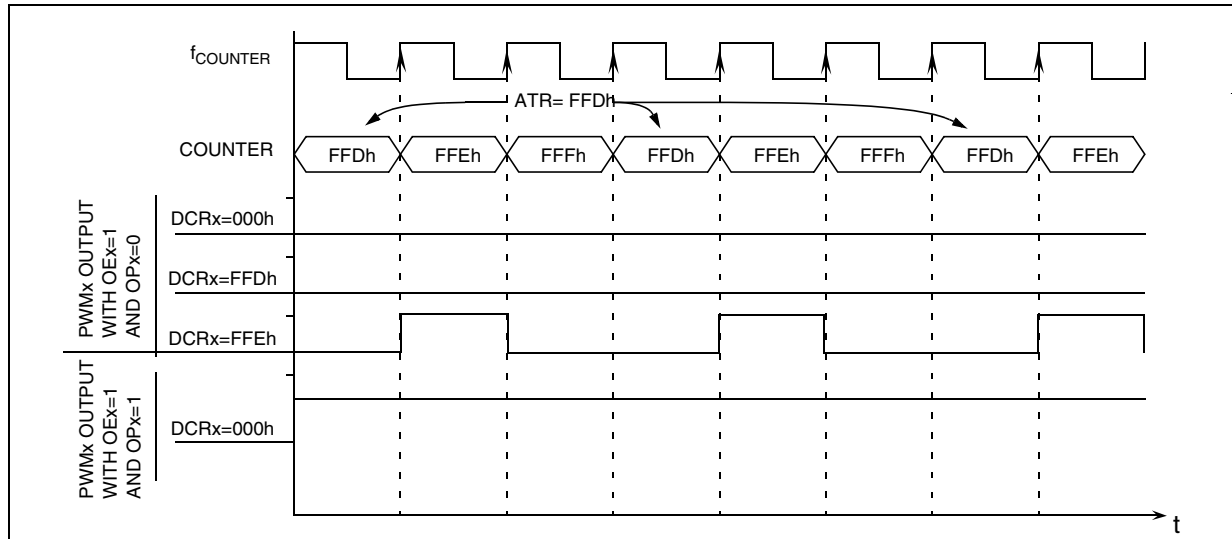 fCOUNTER
ATR= FFDh
COUNTER
FFDh FFEh FFFh FFDh FFEh FFFh FFDh FFEh
PWMx OUTPUT
WITH OEx=1
AND OPx=0
DCRx=000h
DCRx=FFDh
DCRx=FFEh
PWMx OUTPUT
WITH OEx=1
AND OPx=1
DCRx=000h
t